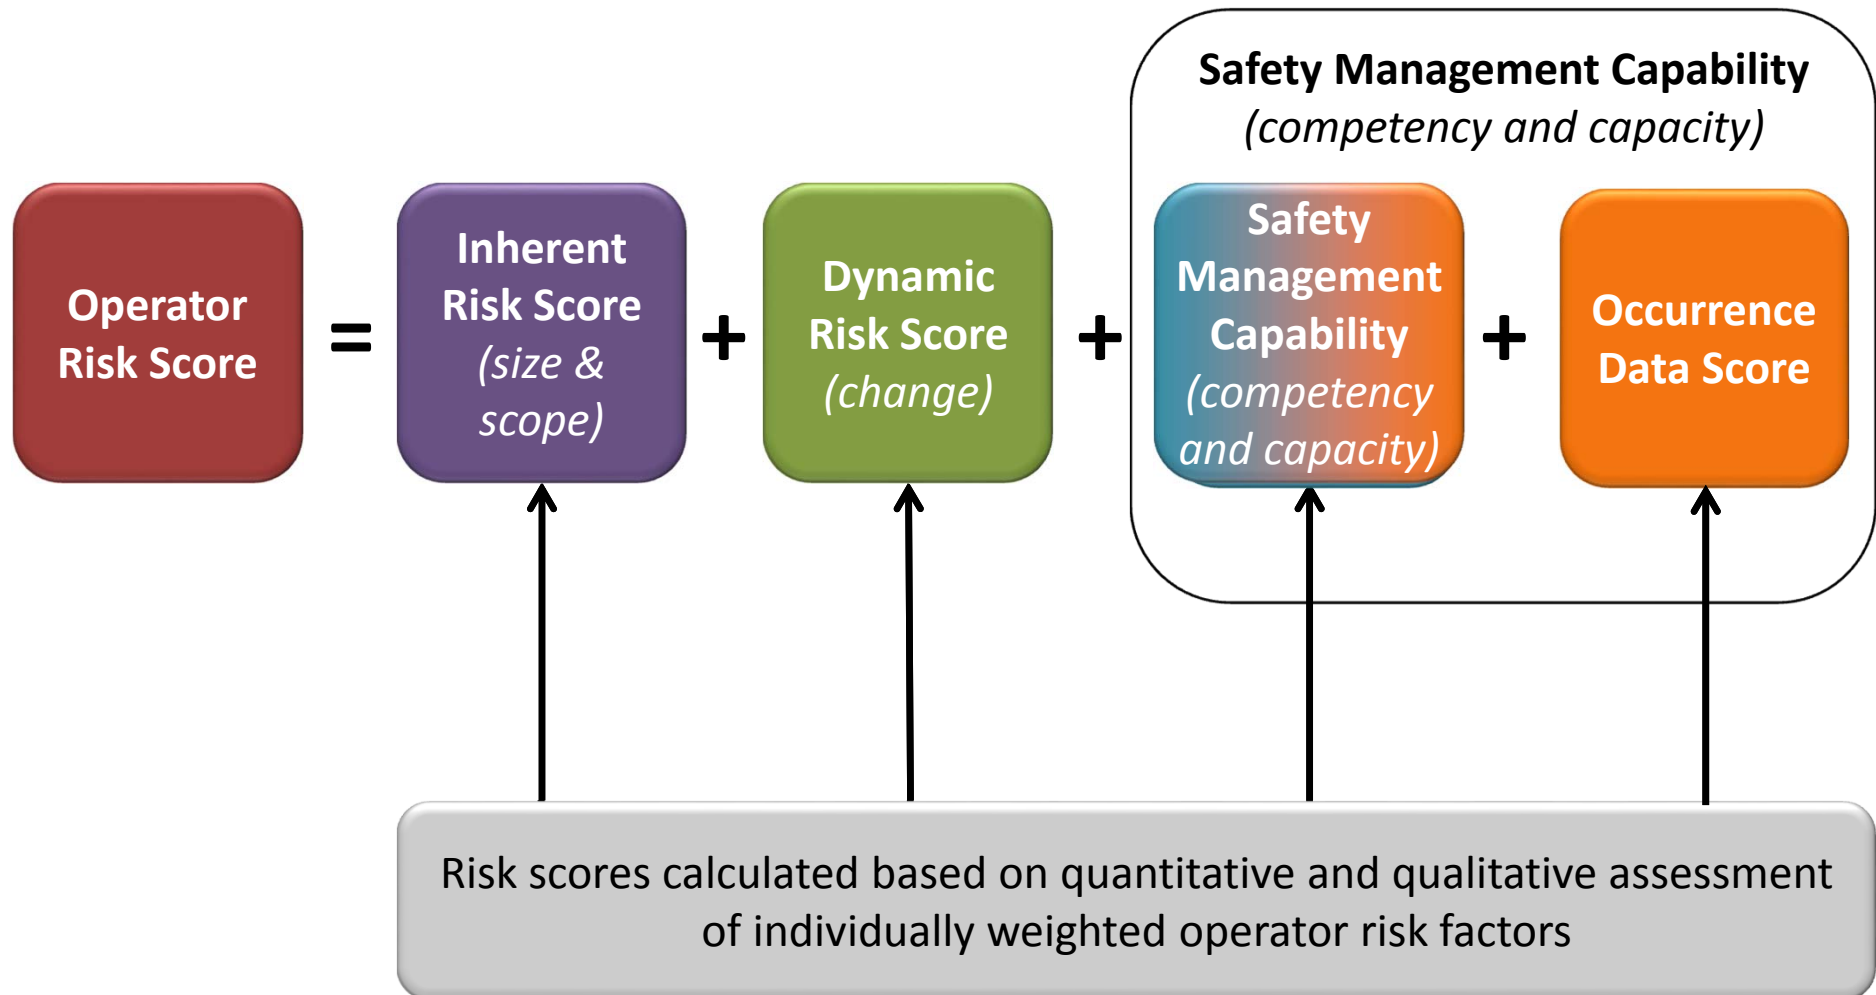 Safety Management Capability
(competency and capacity)
Operator
Risk Score
=
Inherent
Risk Score
(size &
scope)
+
Dynamic
Risk Score
(change)
+
Safety
Management
Capability
(competency
and capacity)
+
Occurrence
Data Score
Risk scores calculated based on quantitative and qualitative assessment
of individually weighted operator risk factors